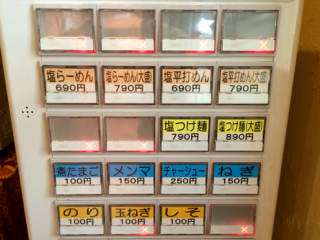 塩らーめん 塩らーめん(大盛) 塩平打めん 塩平打めん(大盛)
690円 790円 690円 790円
塩つけ麺 塩つけ麺(大盛)
790円 890円
煮たまご メンマ チャーシュー ねぎ
100円 150円 250円 150円
のり 玉ねぎ しそ
100円 100円 100円